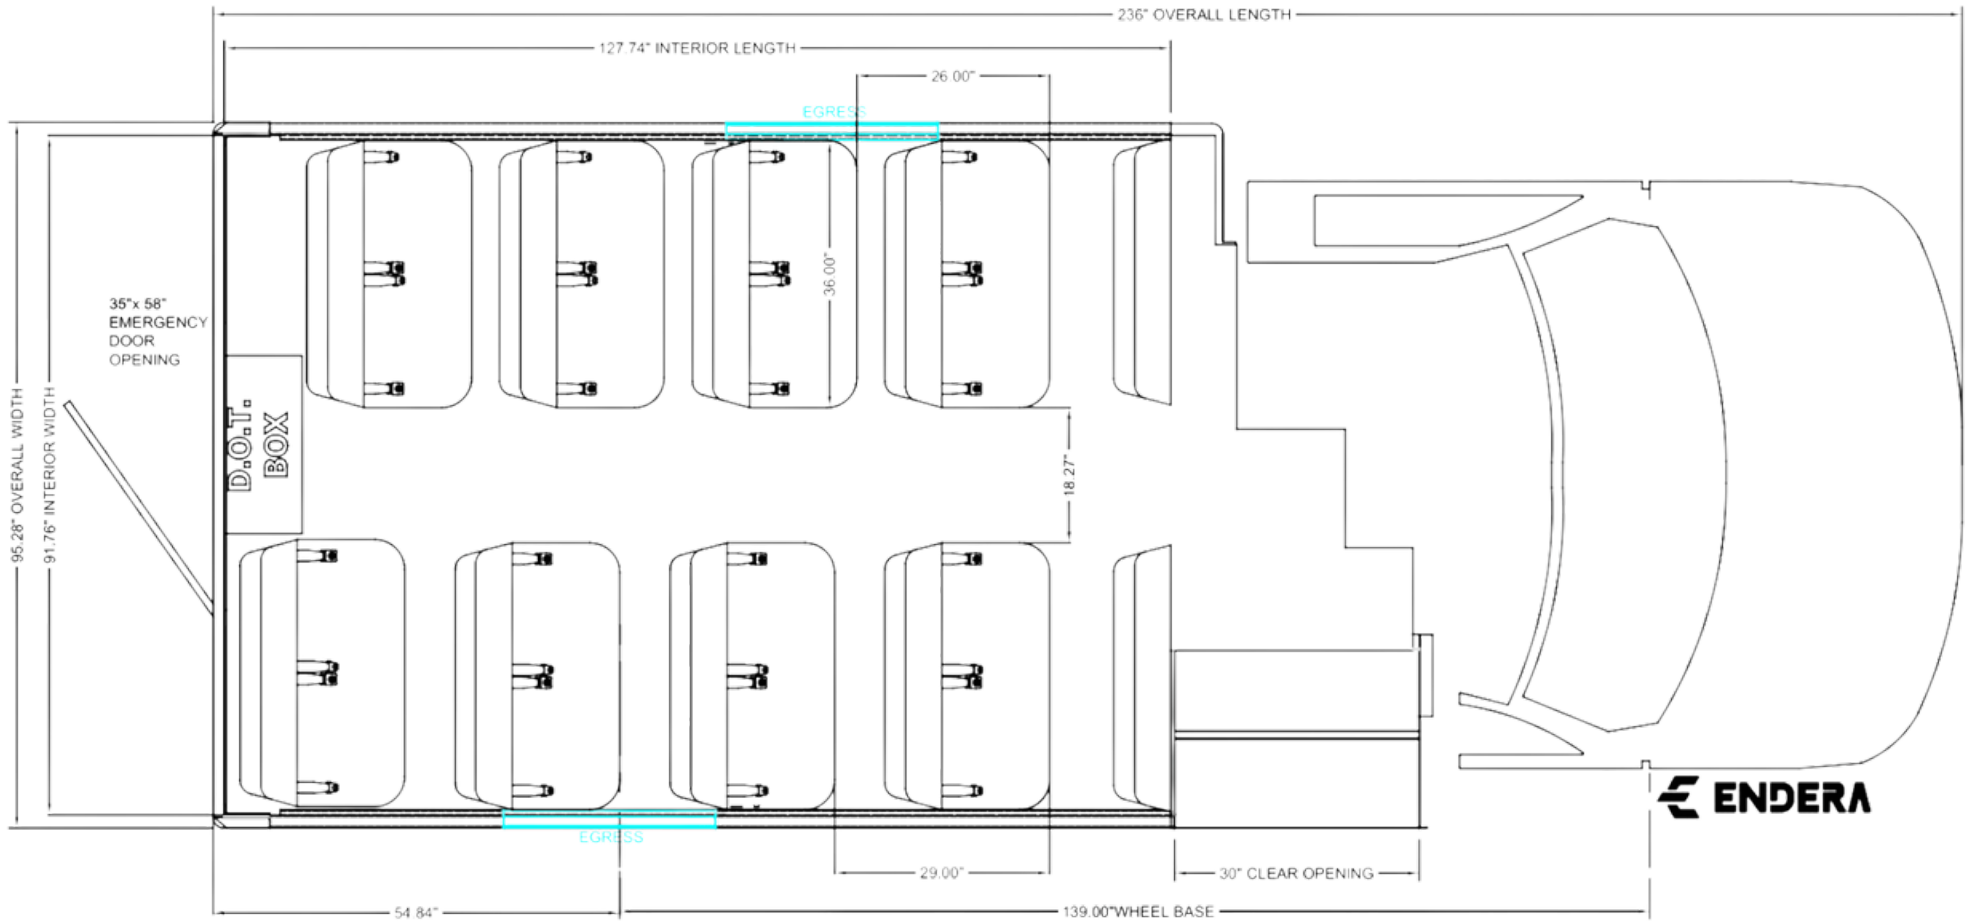 236" OVERALL LENGTH
127.74" INTERIOR LENGTH
26.00"
EGRESS
35"x 58"
EMERGENCY
DOOR
OPENING
36.00"
95.28" OVERALL WIDTH
91.76" INTERIOR WIDTH
D.O.T.
BOX
18.27"
ENDERA
EGRESS
29.00"
30" CLEAR OPENING
54.84"
139.00"WHEEL BASE